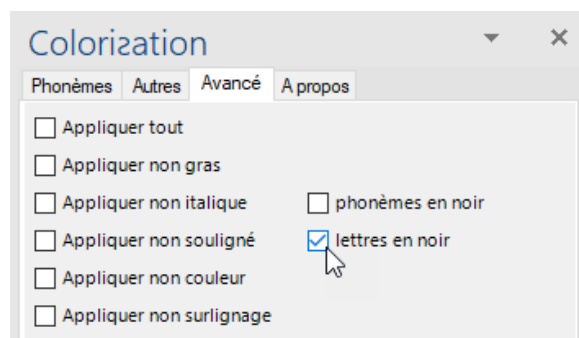 Colorisation
Phonèmes Autres Avancé A propos
Appliquer tout
Appliquer non gras
Appliquer non italique phonèmes en noir
Appliquer non souligné lettres en noir
Appliquer non couleur
Appliquer non surlignage